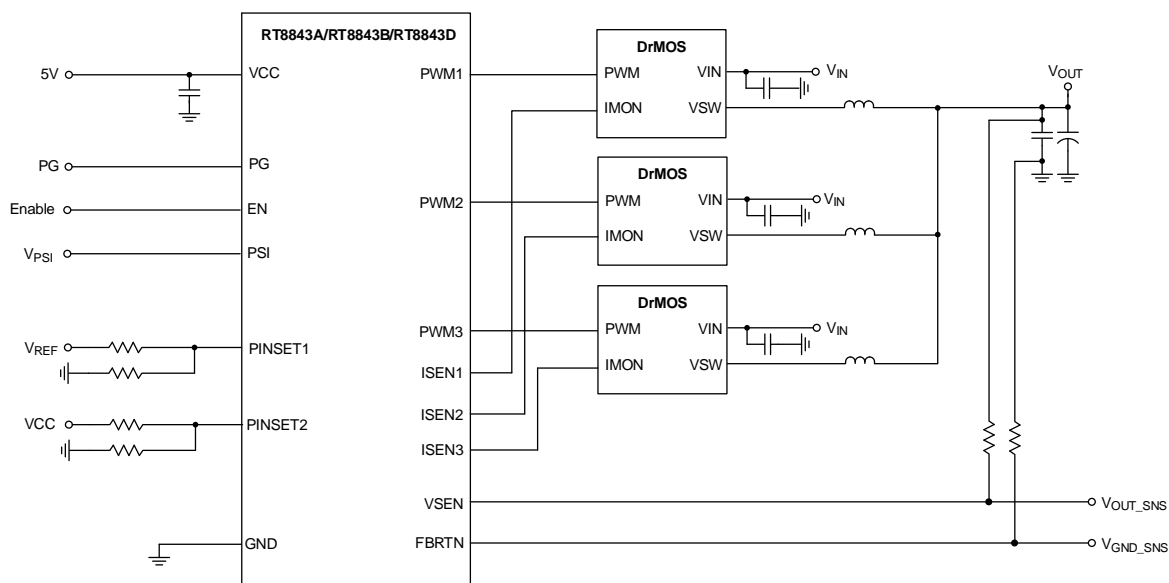 RT8843A/RT8843B/RT8843D
5V
VCC
PG
PG
Enable
EN
VPSI
PSI
VREF
PINSET1
VCC
PINSET2
GND
PWM1
PWM2
PWM3
ISEN1
ISEN2
ISEN3
VSEN
FBRTN
DrMOS
PWM
VIN
VIN
IMON
VSW
DrMOS
PWM
VIN
VIN
IMON
VSW
DrMOS
PWM
VIN
VIN
IMON
VSW
VOUT
VOUT_SNS
VGND_SNS